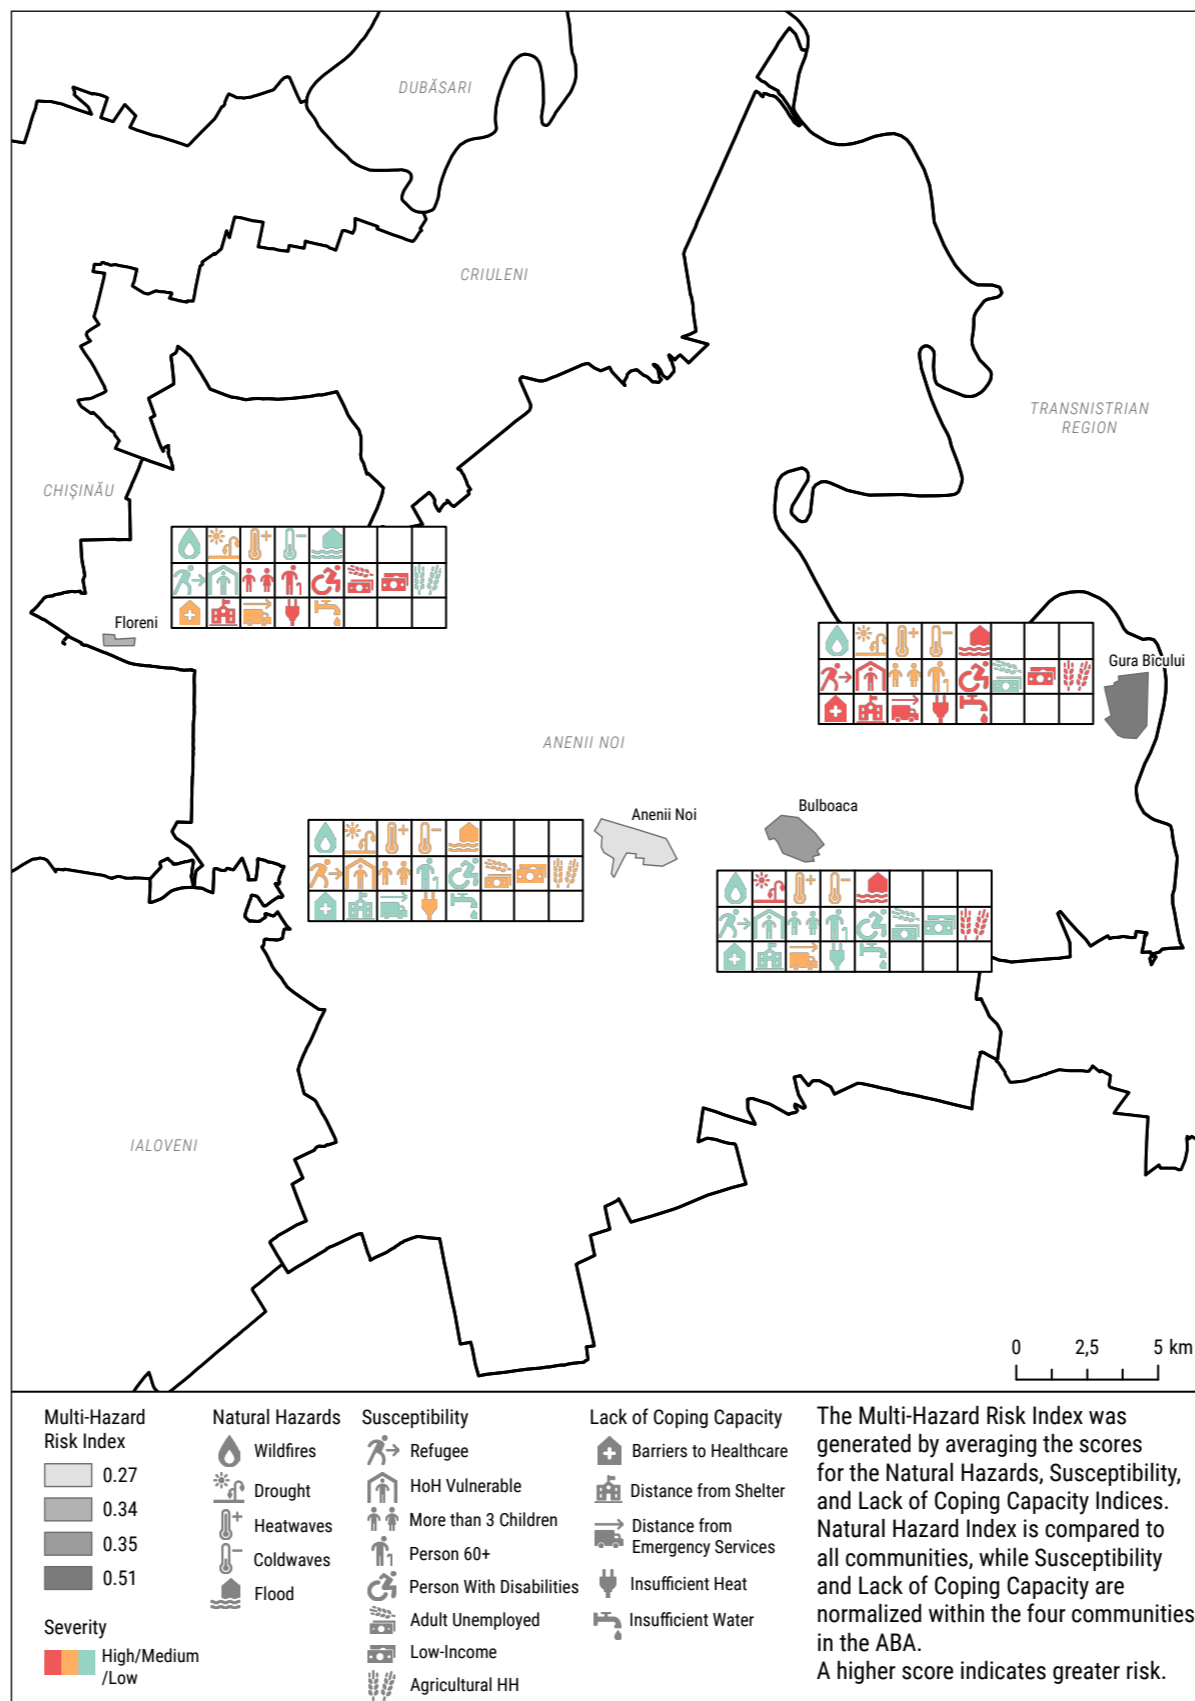 DUBĂSARI
CRIULENI
TRANSNISTRIAN
REGION
CHIŞINĂU
Floreni
Gura Bîcului
ANENII NOI
Anenii Noi
Bulboaca
IALOVENI
0 2,5 5 km
Multi-Hazard
Risk Index
0.27
0.34
0.35
0.51
Severity
High/Medium
/Low
Natural Hazards
Wildfires
Drought
Heatwaves
Coldwaves
Flood
Susceptibility
Refugee
HoH Vulnerable
More than 3 Children
Person 60+
Person With Disabilities
Adult Unemployed
Low-Income
Agricultural HH
Lack of Coping Capacity
Barriers to Healthcare
Distance from Shelter
Distance from
Emergency Services
Insufficient Heat
Insufficient Water
The Multi-Hazard Risk Index was
generated by averaging the scores
for the Natural Hazards, Susceptibility,
and Lack of Coping Capacity Indices.
Natural Hazard Index is compared to
all communities, while Susceptibility
and Lack of Coping Capacity are
normalized within the four communities
in the ABA.
A higher score indicates greater risk.